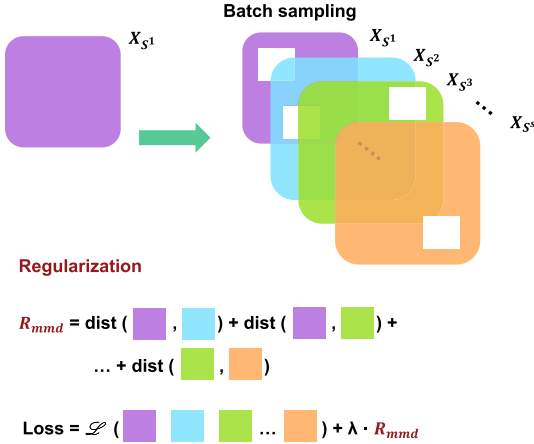 Batch sampling
X_{S^1}
X_{S^1}
X_{S^2}
X_{S^3}
...
X_{S^s}
.....
Regularization
R_{mmd} = dist ( , ) + dist ( , ) +
... + dist ( , )
Loss = ℒ ( ... ) + λ · R_{mmd}